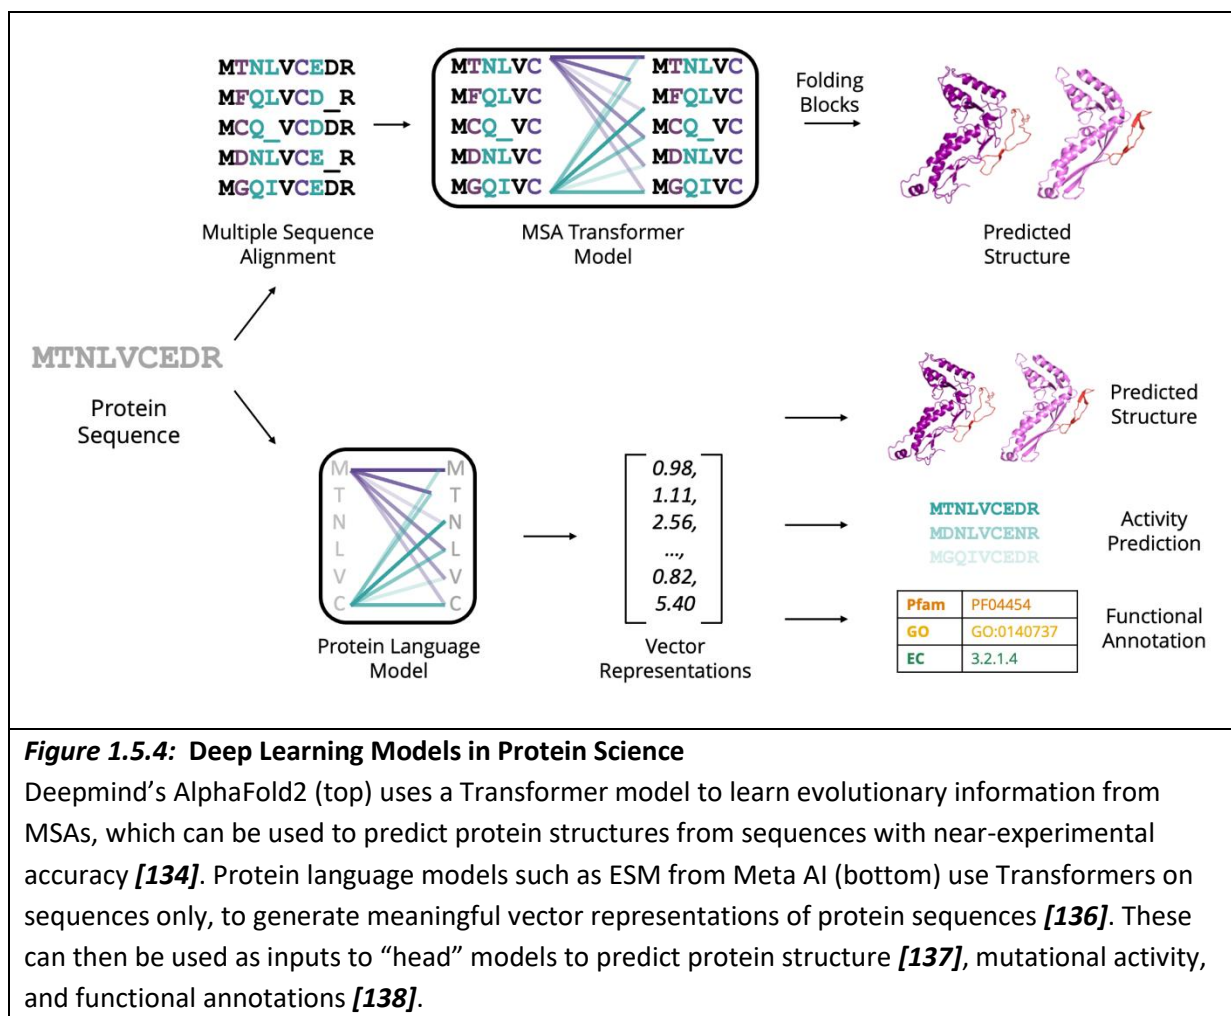 MTNLVCEDR
MFQLVCD_R
MCQ_VCDDR
MDNLVCE_R
MGQIVCEDR
Multiple Sequence
Alignment
MTNLVC
MFQLVC
MCQ_VC
MDNLVC
MGQIVC
MTNLVC
MFQLVC
MCQ_VC
MDNLVC
MGQIVC
MSA Transformer
Model
Folding
Blocks
Predicted
Structure
MTNLVCEDR
Protein
Sequence
M
T
N
L
V
C
M
T
N
L
V
C
Protein Language
Model
0.98,
1.11,
2.56,
...,
0.82,
5.40
Vector
Representations
Predicted
Structure
MTNLVCEDR
MDNLVCENR
MGQIVCEDR
Activity
Prediction
Pfam PF04454
GO GO:0140737
EC 3.2.1.4
Functional
Annotation
Figure 1.5.4: Deep Learning Models in Protein Science
Deepmind’s AlphaFold2 (top) uses a Transformer model to learn evolutionary information from
MSAs, which can be used to predict protein structures from sequences with near-experimental
accuracy [134]. Protein language models such as ESM from Meta AI (bottom) use Transformers on
sequences only, to generate meaningful vector representations of protein sequences [136]. These
can then be used as inputs to “head” models to predict protein structure [137], mutational activity,
and functional annotations [138].